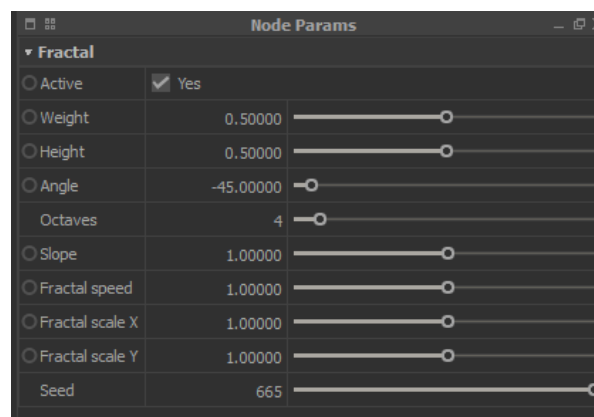 Node Params
Fractal
Active Yes
Weight 0.50000
Height 0.50000
Angle -45.00000
Octaves 4
Slope 1.00000
Fractal speed 1.00000
Fractal scale X 1.00000
Fractal scale Y 1.00000
Seed 665